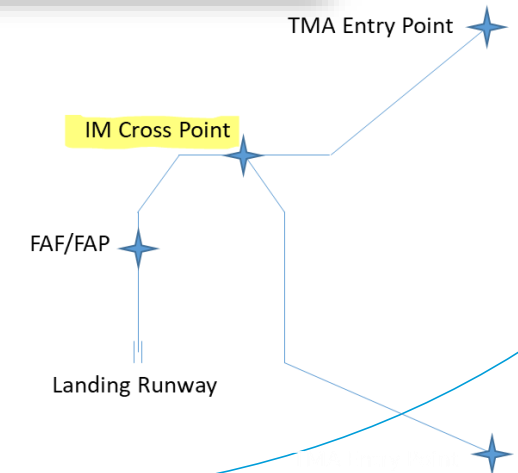 TMA Entry Point
IM Cross Point
FAF/FAP
Landing Runway